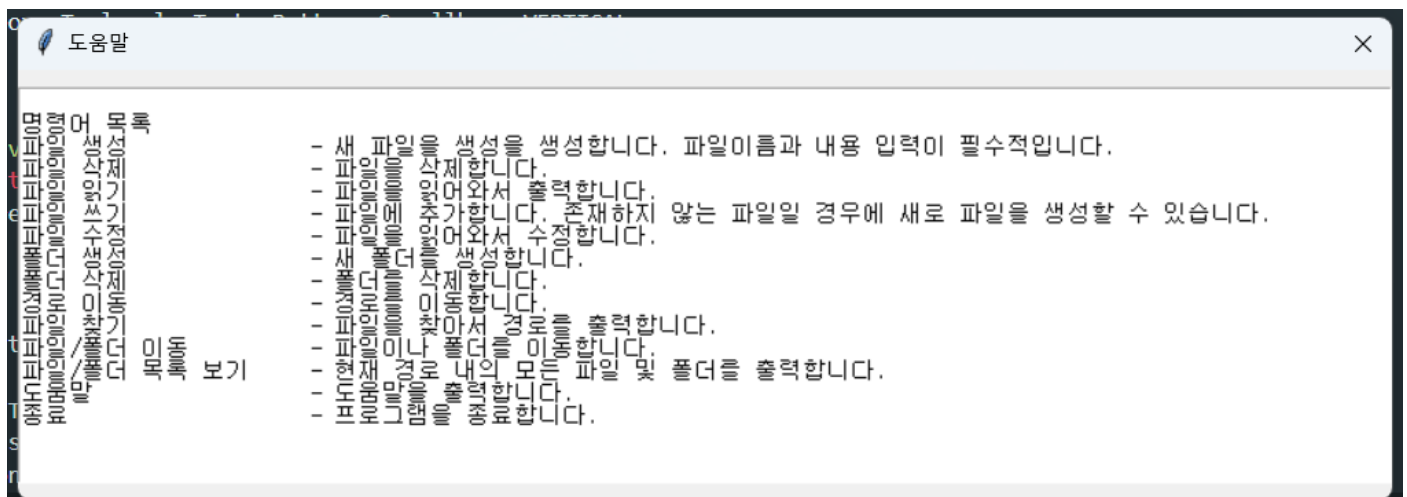 도움말
명령어 목록
파일 생성 - 새 파일을 생성을 생성합니다. 파일이름과 내용 입력이 필수적입니다.
파일 삭제 - 파일을 삭제합니다.
파일 읽기 - 파일을 읽어와서 출력합니다.
파일 쓰기 - 파일에 추가합니다. 존재하지 않는 파일일 경우에 새로 파일을 생성할 수 있습니다.
파일 수정 - 파일을 읽어와서 수정합니다.
폴더 생성 - 새 폴더를 생성합니다.
폴더 삭제 - 폴더를 삭제합니다.
경로 이동 - 경로를 이동합니다.
파일 찾기 - 파일을 찾아서 경로를 출력합니다.
파일/폴더 이동 - 파일이나 폴더를 이동합니다.
파일/폴더 목록 보기 - 현재 경로 내의 모든 파일 및 폴더를 출력합니다.
도움말 - 도움말을 출력합니다.
종료 - 프로그램을 종료합니다.